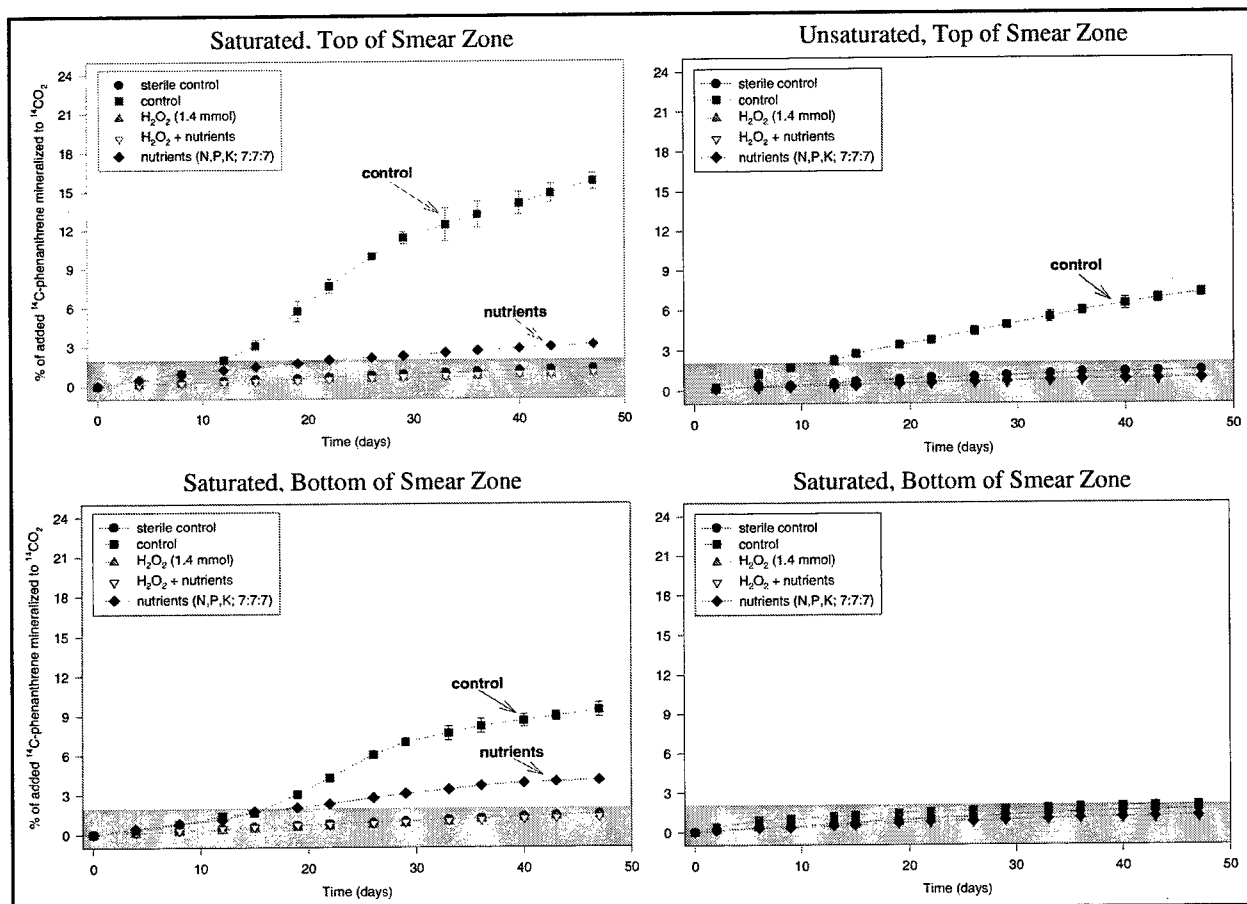 Saturated, Top of Smear Zone
% of added ¹⁴C-phenanthrene mineralized to ¹⁴CO₂
24
21
18
15
12
9
6
3
0
sterile control
control
H₂O₂ (1.4 mmol)
H₂O₂ + nutrients
nutrients (N,P,K; 7:7:7)
control
nutrients
0 10 20 30 40 50
Time (days)
Unsaturated, Top of Smear Zone
24
21
18
15
12
9
6
3
0
sterile control
control
H₂O₂ (1.4 mmol)
H₂O₂ + nutrients
nutrients (N,P,K; 7:7:7)
control
0 10 20 30 40 50
Time (days)
Saturated, Bottom of Smear Zone
% of added ¹⁴C-phenanthrene mineralized to ¹⁴CO₂
24
21
18
15
12
9
6
3
0
sterile control
control
H₂O₂ (1.4 mmol)
H₂O₂ + nutrients
nutrients (N,P,K; 7:7:7)
control
nutrients
0 10 20 30 40 50
Time (days)
Saturated, Bottom of Smear Zone
24
21
18
15
12
9
6
3
0
sterile control
control
H₂O₂ (1.4 mmol)
H₂O₂ + nutrients
nutrients (N,P,K; 7:7:7)
0 10 20 30 40 50
Time (days)